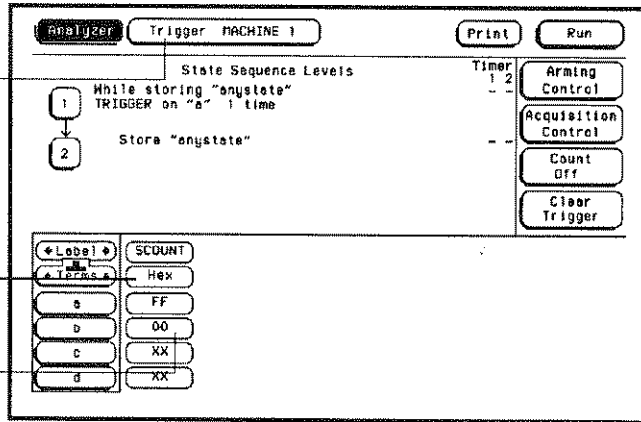 Analyzer Trigger MACHINE 1 Print Run
State Sequence Levels
Timer
1 2
1 While storing "anystate"
TRIGGER on "a" 1 time
- -
2 Store "anystate"
- -
Arming
Control
Acquisition
Control
Count
Off
Clear
Trigger
Label SCOUNT
Terms Hex
a FF
b 00
c XX
d XX